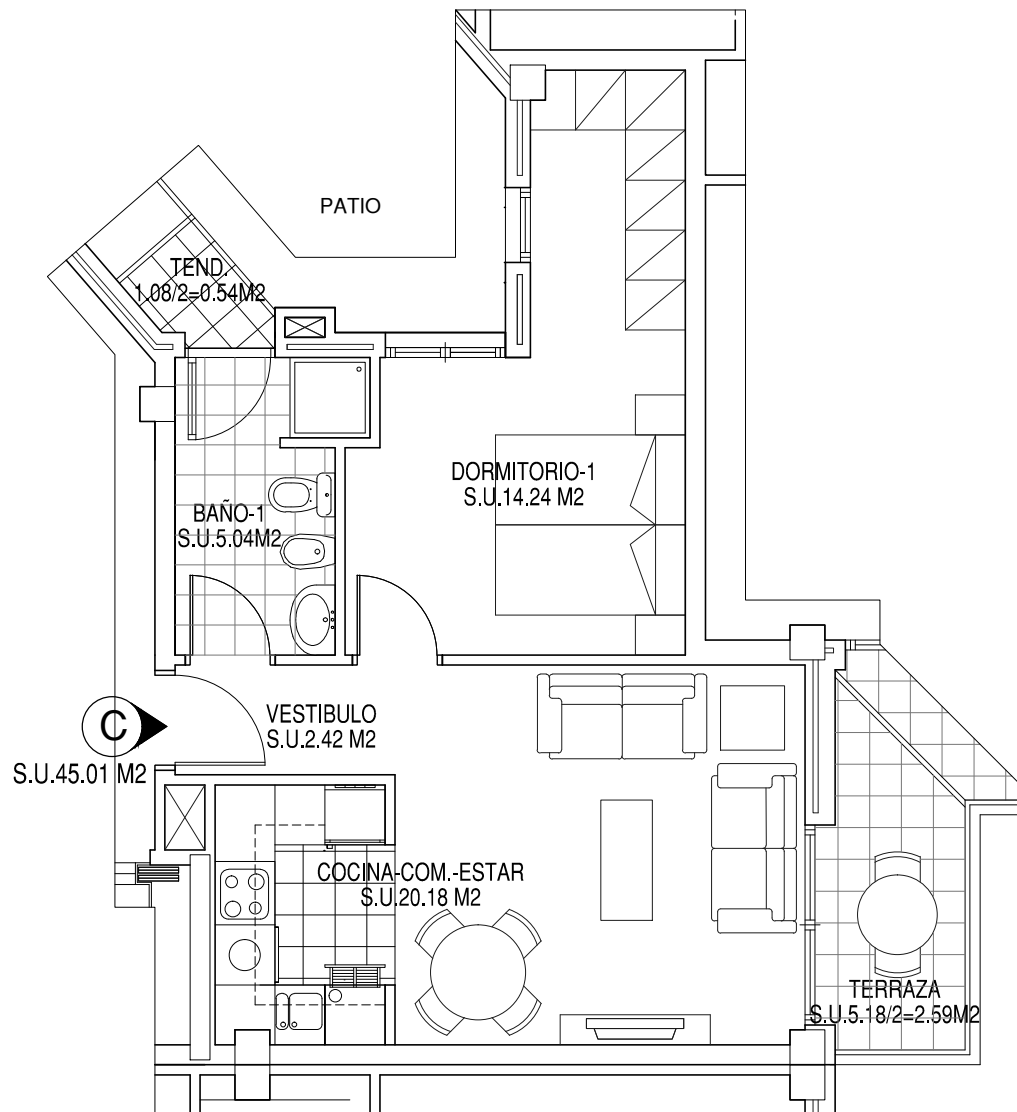 PATIO
TEND.
1.08/2=0.54M2
DORMITORIO-1
S.U.14.24 M2
BAÑO-1
S.U.5.04M2
VESTIBULO
S.U.2.42 M2
C
S.U.45.01 M2
COCINA-COM.-ESTAR
S.U.20.18 M2
TERRAZA
S.U.5.18/2=2.59M2